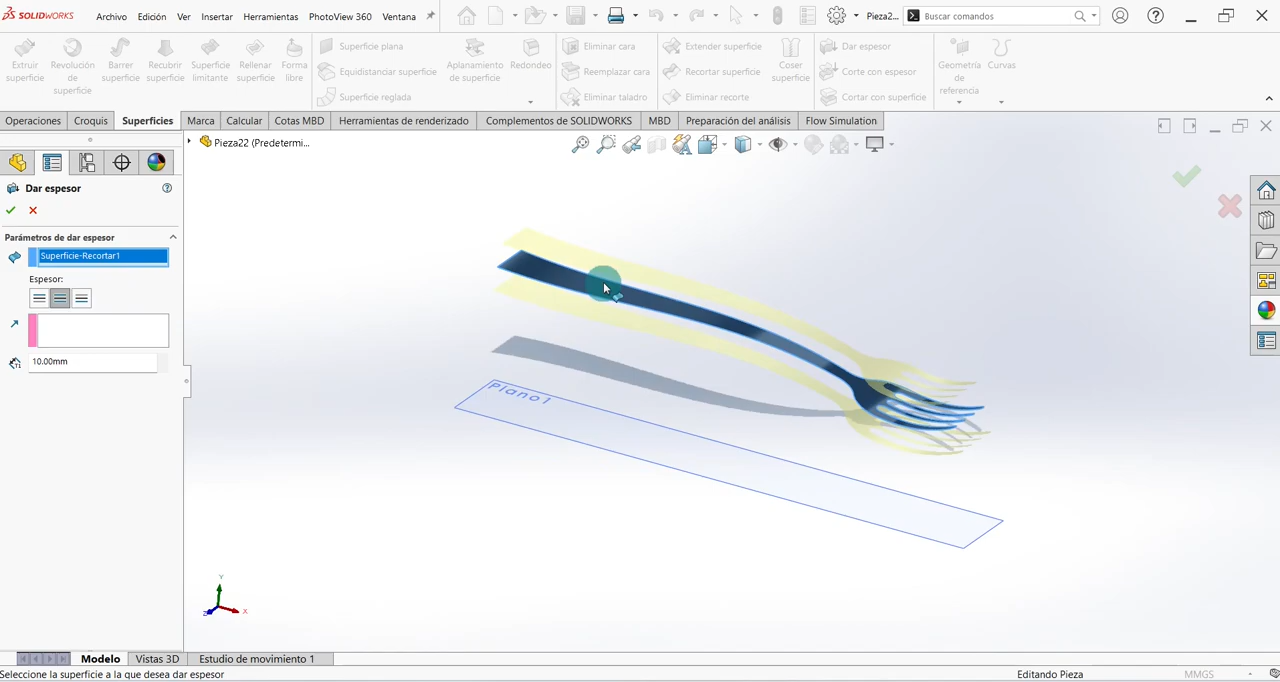 SOLIDWORKS Archivo Edición Ver Insertar Herramientas PhotoView 360 Ventana Pieza2... Buscar comandos
Extruir superficie
Revolución de superficie
Barrer superficie
Recubrir superficie
Superficie limitante
Rellenar superficie
Forma libre
Superficie plana
Equidistanciar superficie
Superficie reglada
Aplanamiento de superficie
Redondeo
Eliminar cara
Reemplazar cara
Eliminar taladro
Extender superficie
Recortar superficie
Eliminar recorte
Coser superficie
Dar espesor
Corte con espesor
Cortar con superficie
Geometría de referencia
Curvas
Operaciones Croquis Superficies Marca Calcular Cotas MBD Herramientas de renderizado Complementos de SOLIDWORKS MBD Preparación del análisis Flow Simulation
Pieza22 (Predetermi...
Dar espesor
Parámetros de dar espesor
Superficie-Recortar1
Espesor:
10.00mm
Plano1
Y
X
Z
Modelo Vistas 3D Estudio de movimiento 1
Seleccione la superficie a la que desea dar espesor Editando Pieza MMGS